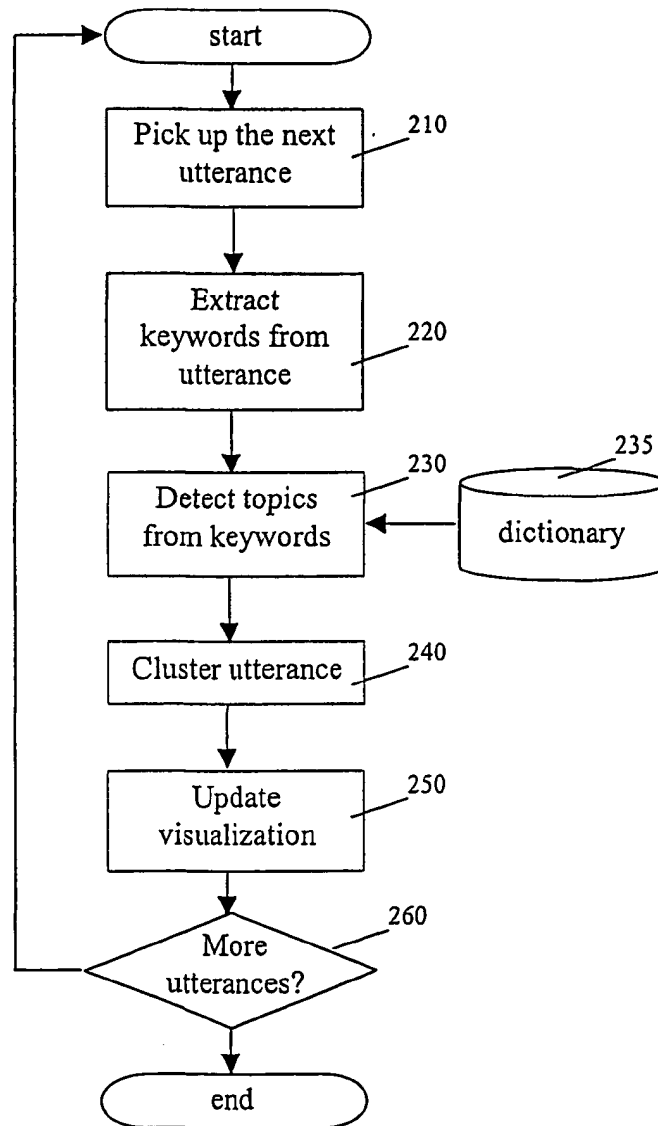 start
Pick up the next
utterance
210
Extract
keywords from
utterance
220
Detect topics
from keywords
230
235
dictionary
Cluster utterance
240
Update
visualization
250
More
utterances?
260
end